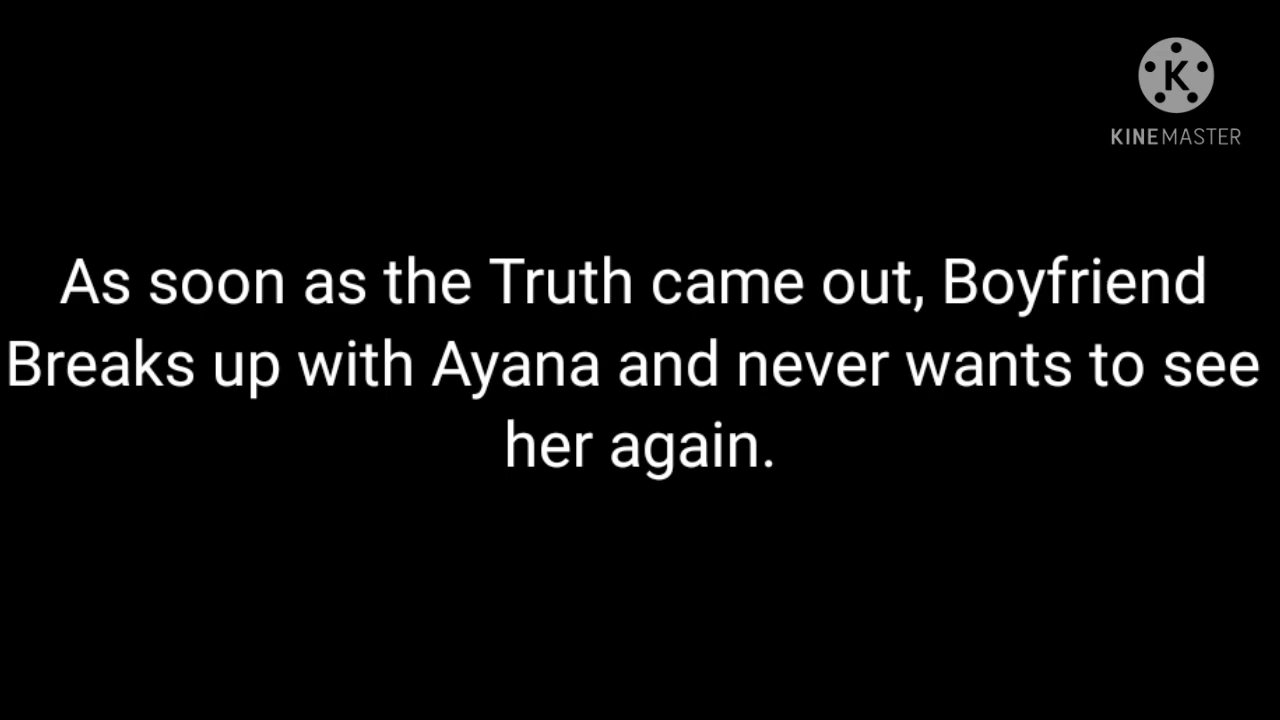 K
KINEMASTER
As soon as the Truth came out, Boyfriend
Breaks up with Ayana and never wants to see
her again.